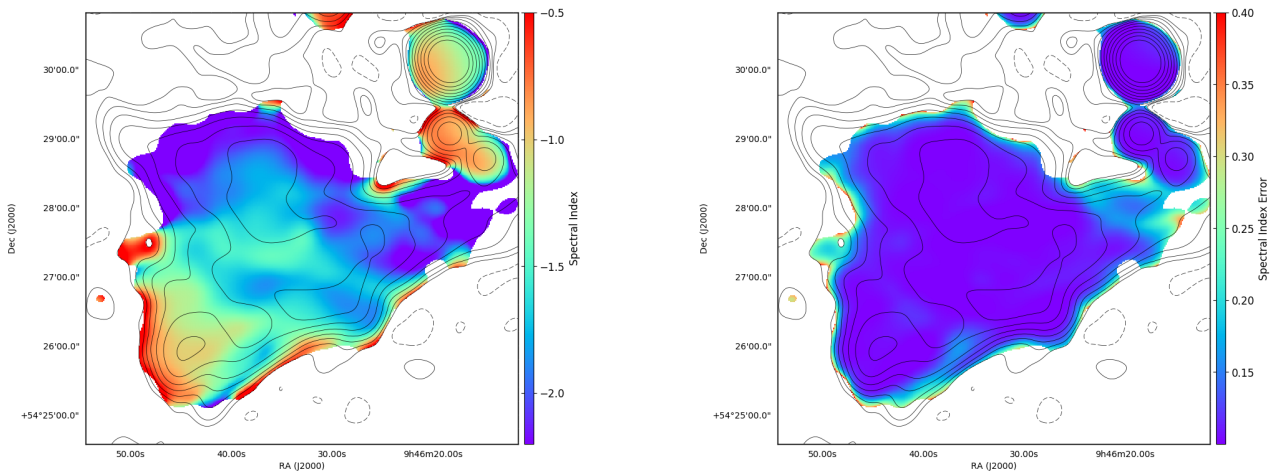 30'00.0"
29'00.0"
28'00.0"
27'00.0"
26'00.0"
+54°25'00.0"
Dec (J2000)
50.00s
40.00s
30.00s
9h46m20.00s
RA (J2000)
−0.5
−1.0
−1.5
−2.0
Spectral Index
30'00.0"
29'00.0"
28'00.0"
27'00.0"
26'00.0"
+54°25'00.0"
Dec (J2000)
50.00s
40.00s
30.00s
9h46m20.00s
RA (J2000)
0.40
0.35
0.30
0.25
0.20
0.15
Spectral Index Error